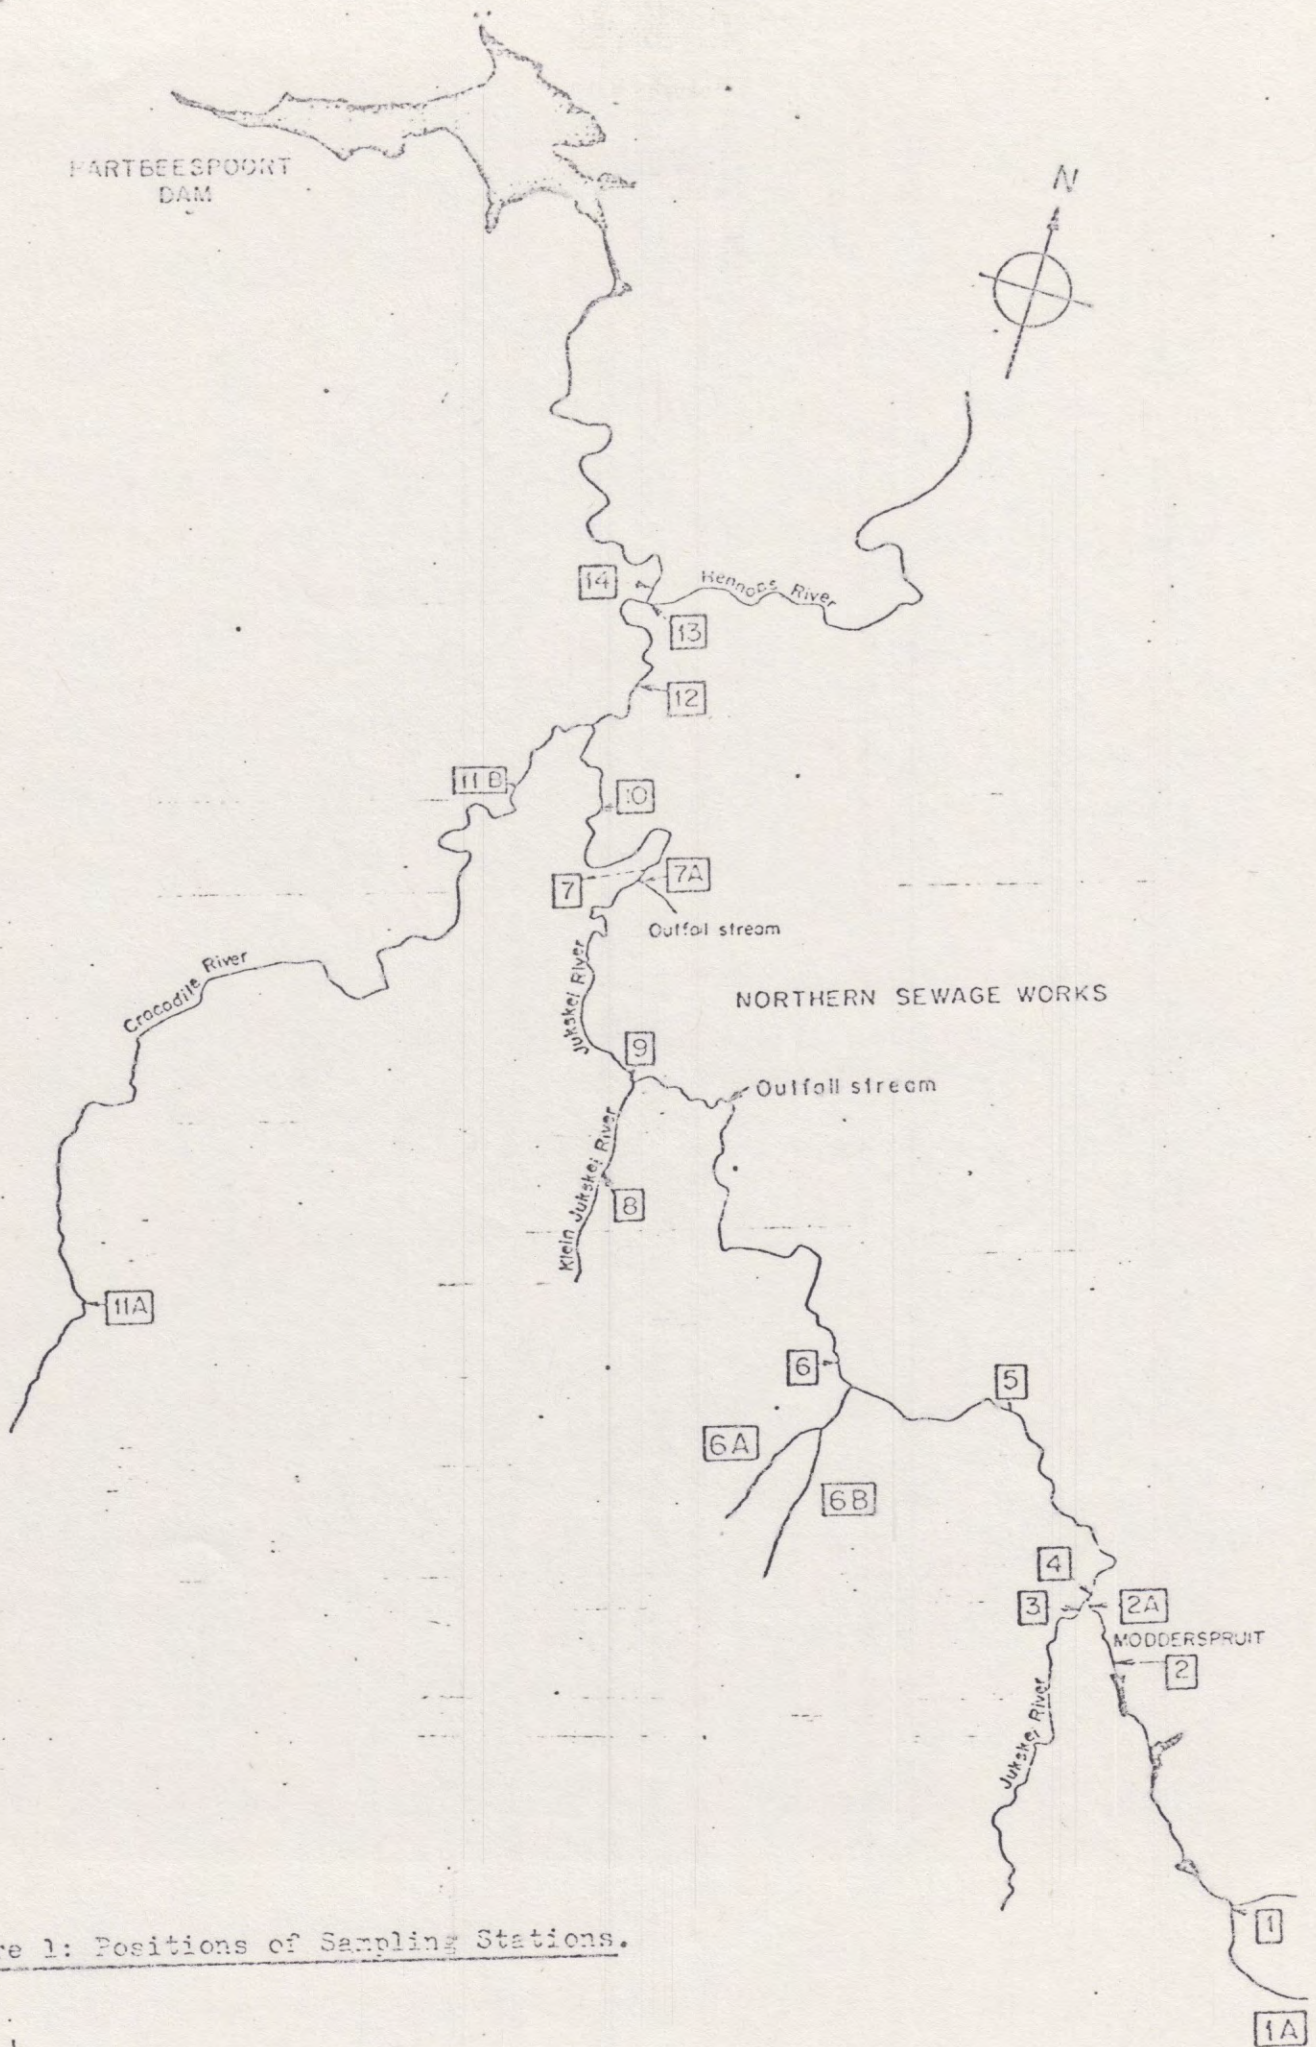 HARTBEESPOORT
DAM
N
14
Hennops River
13
12
11B
10
7
7A
Outfall stream
Crocodile River
Jukskei River
NORTHERN SEWAGE WORKS
9
Outfall stream
Klein Jukskei River
8
11A
6
5
6A
6B
4
3
2A
MODDERSPRUIT
2
Jukskei River
1
re 1: Positions of Sampling Stations.
1A